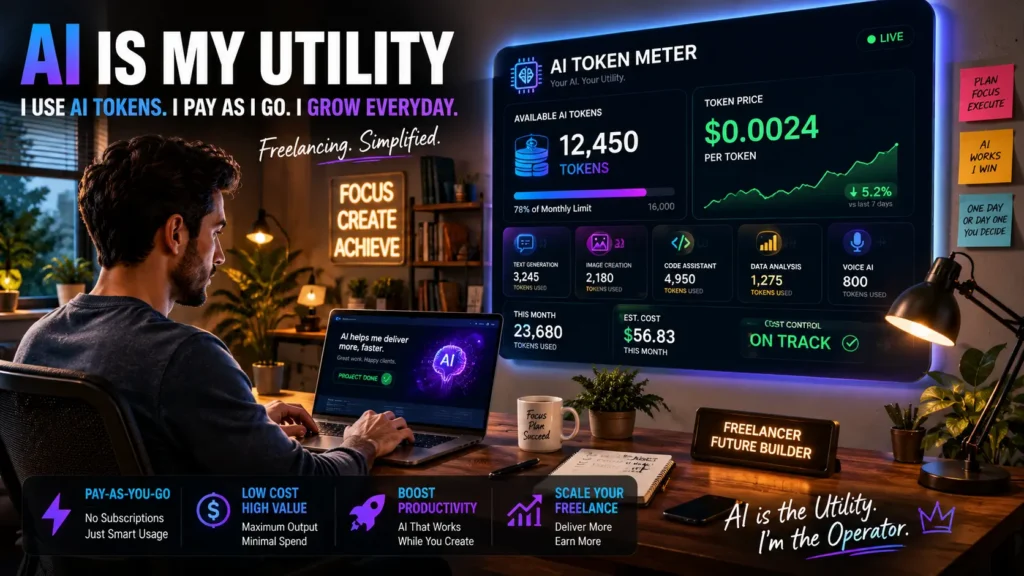 AI IS MY UTILITY
I USE AI TOKENS. I PAY AS I GO. I GROW EVERYDAY.
Freelancing. Simplified.
FOCUS
CREATE
ACHIEVE
AI TOKEN METER
Your AI. Your Utility.
LIVE
AVAILABLE AI TOKENS
12,450
TOKENS
78% of Monthly Limit
16,000
TOKEN PRICE
$0.0024
PER TOKEN
5.2%
vs last 7 days
TEXT GENERATION
3,245
TOKENS USED
IMAGE CREATION
2,180
TOKENS USED
CODE ASSISTANT
4,950
TOKENS USED
DATA ANALYSIS
1,275
TOKENS USED
VOICE AI
800
TOKENS USED
THIS MONTH
23,680
TOKENS USED
EST. COST
$56.83
THIS MONTH
COST CONTROL
ON TRACK
PLAN
FOCUS
EXECUTE
AI
WORKS
I WIN
ONE DAY
OR DAY ONE
YOU DECIDE
AI helps me deliver
more, faster.
Great work. Happy clients.
PROJECT DONE
AI
Focus
Plan
Succeed
FREELANCER
FUTURE BUILDER
PAY-AS-YOU-GO
No Subscriptions
Just Smart Usage
LOW COST
HIGH VALUE
Maximum Output
Minimal Spend
BOOST
PRODUCTIVITY
AI That Works
While You Create
SCALE YOUR
FREELANCE
Deliver More
Earn More
AI is the Utility.
I'm the Operator.